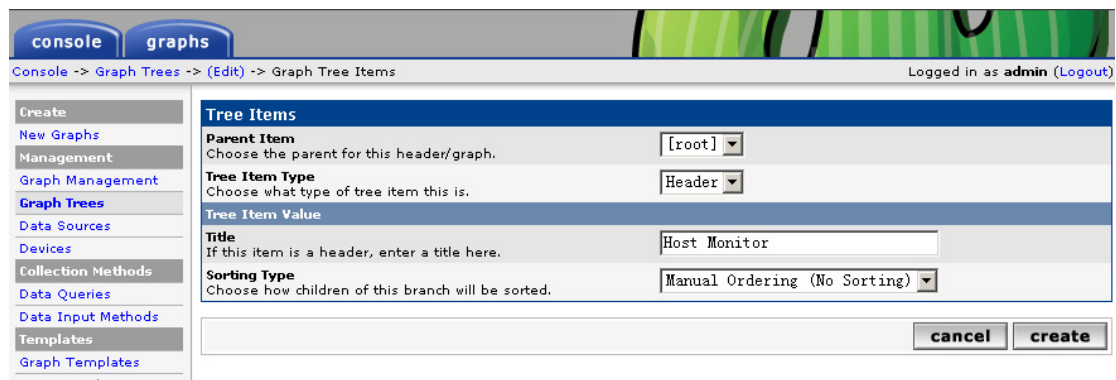 console graphs
Console -> Graph Trees -> (Edit) -> Graph Tree Items Logged in as admin (Logout)
Create
New Graphs
Management
Graph Management
Graph Trees
Data Sources
Devices
Collection Methods
Data Queries
Data Input Methods
Templates
Graph Templates
Tree Items
Parent Item
Choose the parent for this header/graph.
[root]
Tree Item Type
Choose what type of tree item this is.
Header
Tree Item Value
Title
If this item is a header, enter a title here.
Host Monitor
Sorting Type
Choose how children of this branch will be sorted.
Manual Ordering (No Sorting)
cancel create